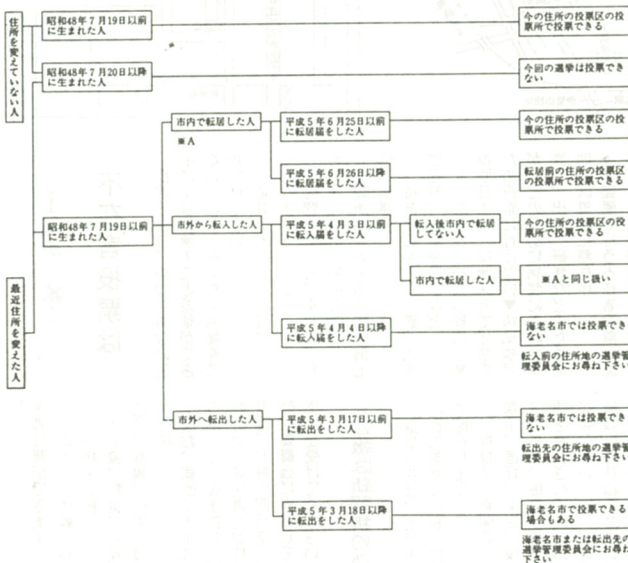 住所を変えていない人
昭和48年7月19日以前
に生まれた人
今の住所の投票区の投
票所で投票できる
昭和48年7月20日以降
に生まれた人
今回の選挙は投票でき
ない
最近住所を変えた人
昭和48年7月19日以前
に生まれた人
市内で転居した人
※A
平成5年6月25日以前
に転居届をした人
今の住所の投票区の投
票所で投票できる
平成5年6月26日以降
に転居届をした人
転居前の住所の投票区
の投票所で投票できる
市外から転入した人
平成5年4月3日以前
に転入届をした人
転入後市内で転居
してない人
今の住所の投票区の投
票所で投票できる
市内で転居した人
※Aと同じ扱い
平成5年4月4日以降
に転入届をした人
海老名市では投票でき
ない
転入前の住所地の選挙管
理委員会にお尋ね下さい
市外へ転出した人
平成5年3月17日以前
に転出をした人
海老名市では投票でき
ない
転出先の住所地の選挙管
理委員会にお尋ね下さい
平成5年3月18日以降
に転出をした人
海老名市で投票できる
場合もある
海老名市または転出先の
選挙管理委員会にお尋ね
下さい